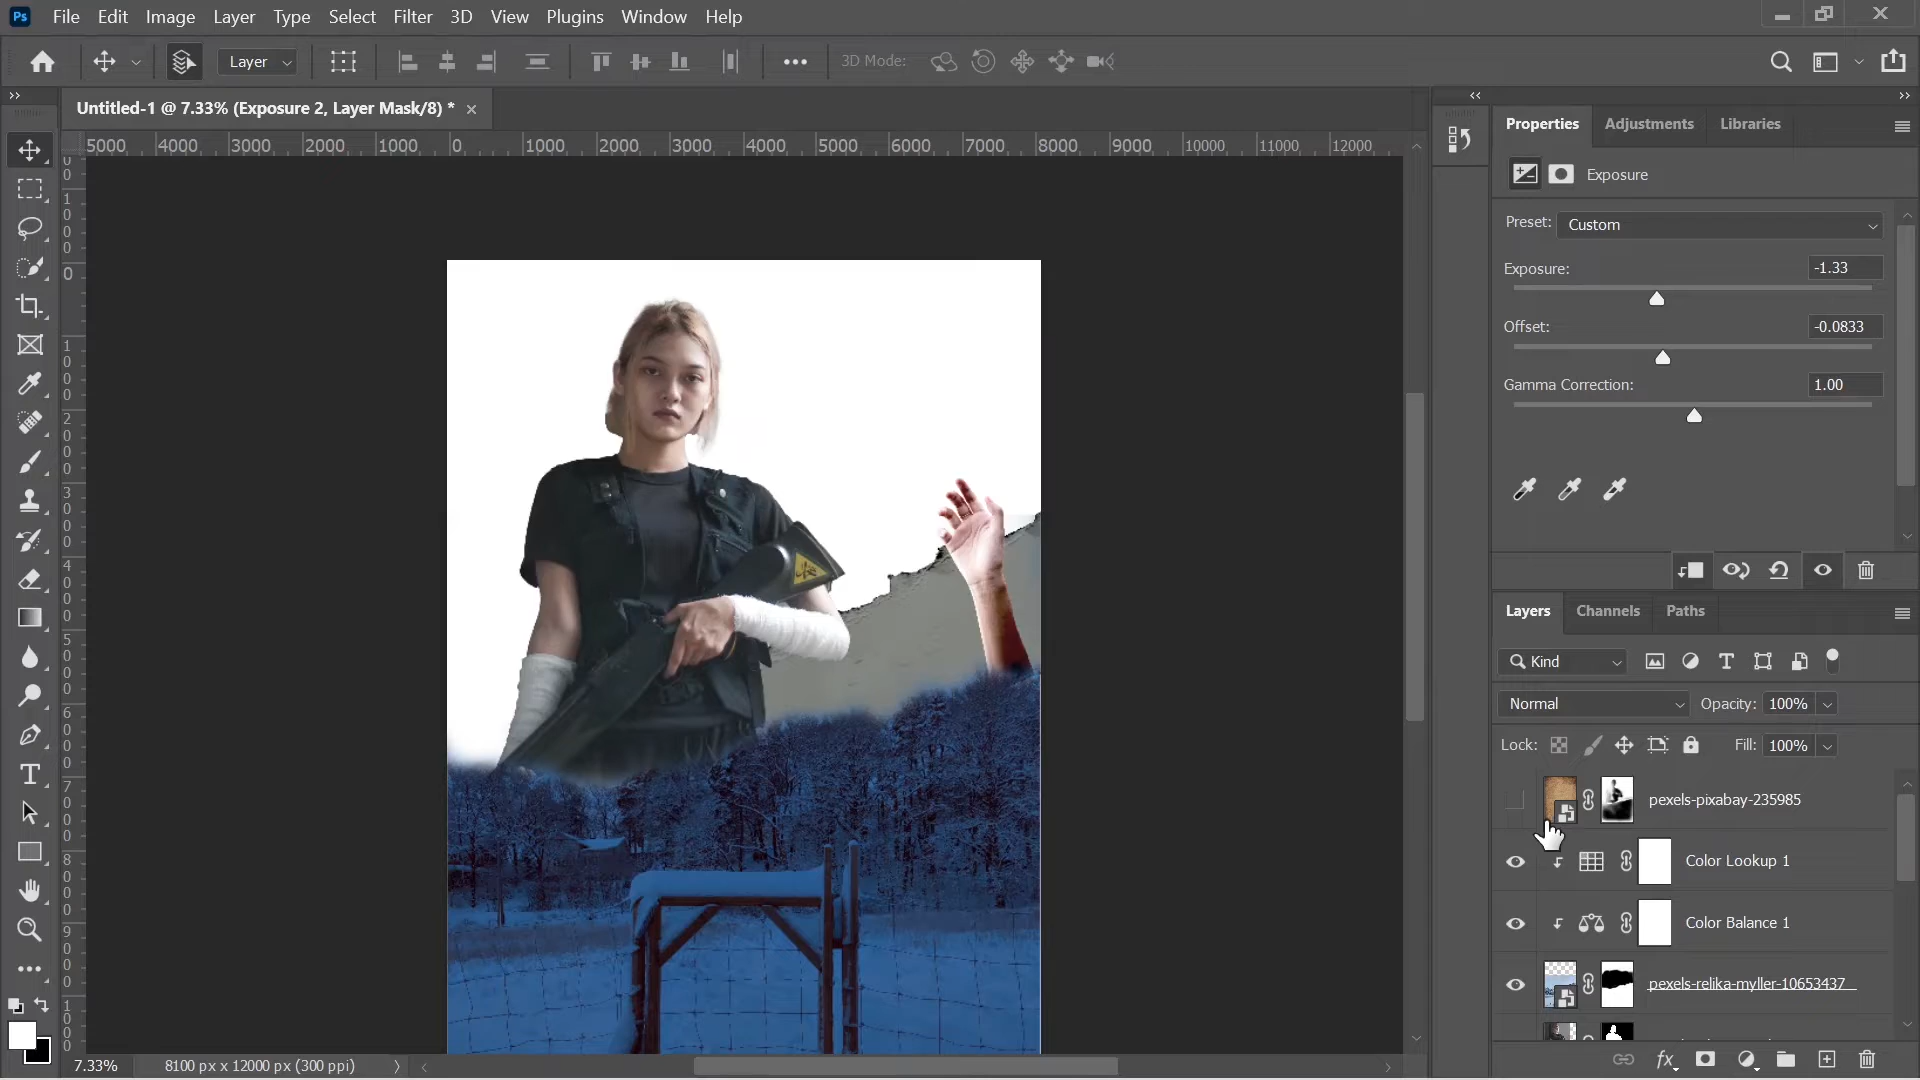 Ps File Edit Image Layer Type Select Filter 3D View Plugins Window Help
Layer 3D Mode:
Untitled-1 @ 7.33% (Exposure 2, Layer Mask/8) *
5000 4000 3000 2000 1000 0 1000 2000 3000 4000 5000 6000 7000 8000 9000 10000 11000 12000
Properties Adjustments Libraries
Exposure
Preset: Custom
Exposure: -1.33
Offset: -0.0833
Gamma Correction: 1.00
Layers Channels Paths
Kind
Normal Opacity: 100%
Lock: Fill: 100%
pexels-pixabay-235985
Color Lookup 1
Color Balance 1
pexels-relika-myller-10653437
7.33% 8100 px x 12000 px (300 ppi)